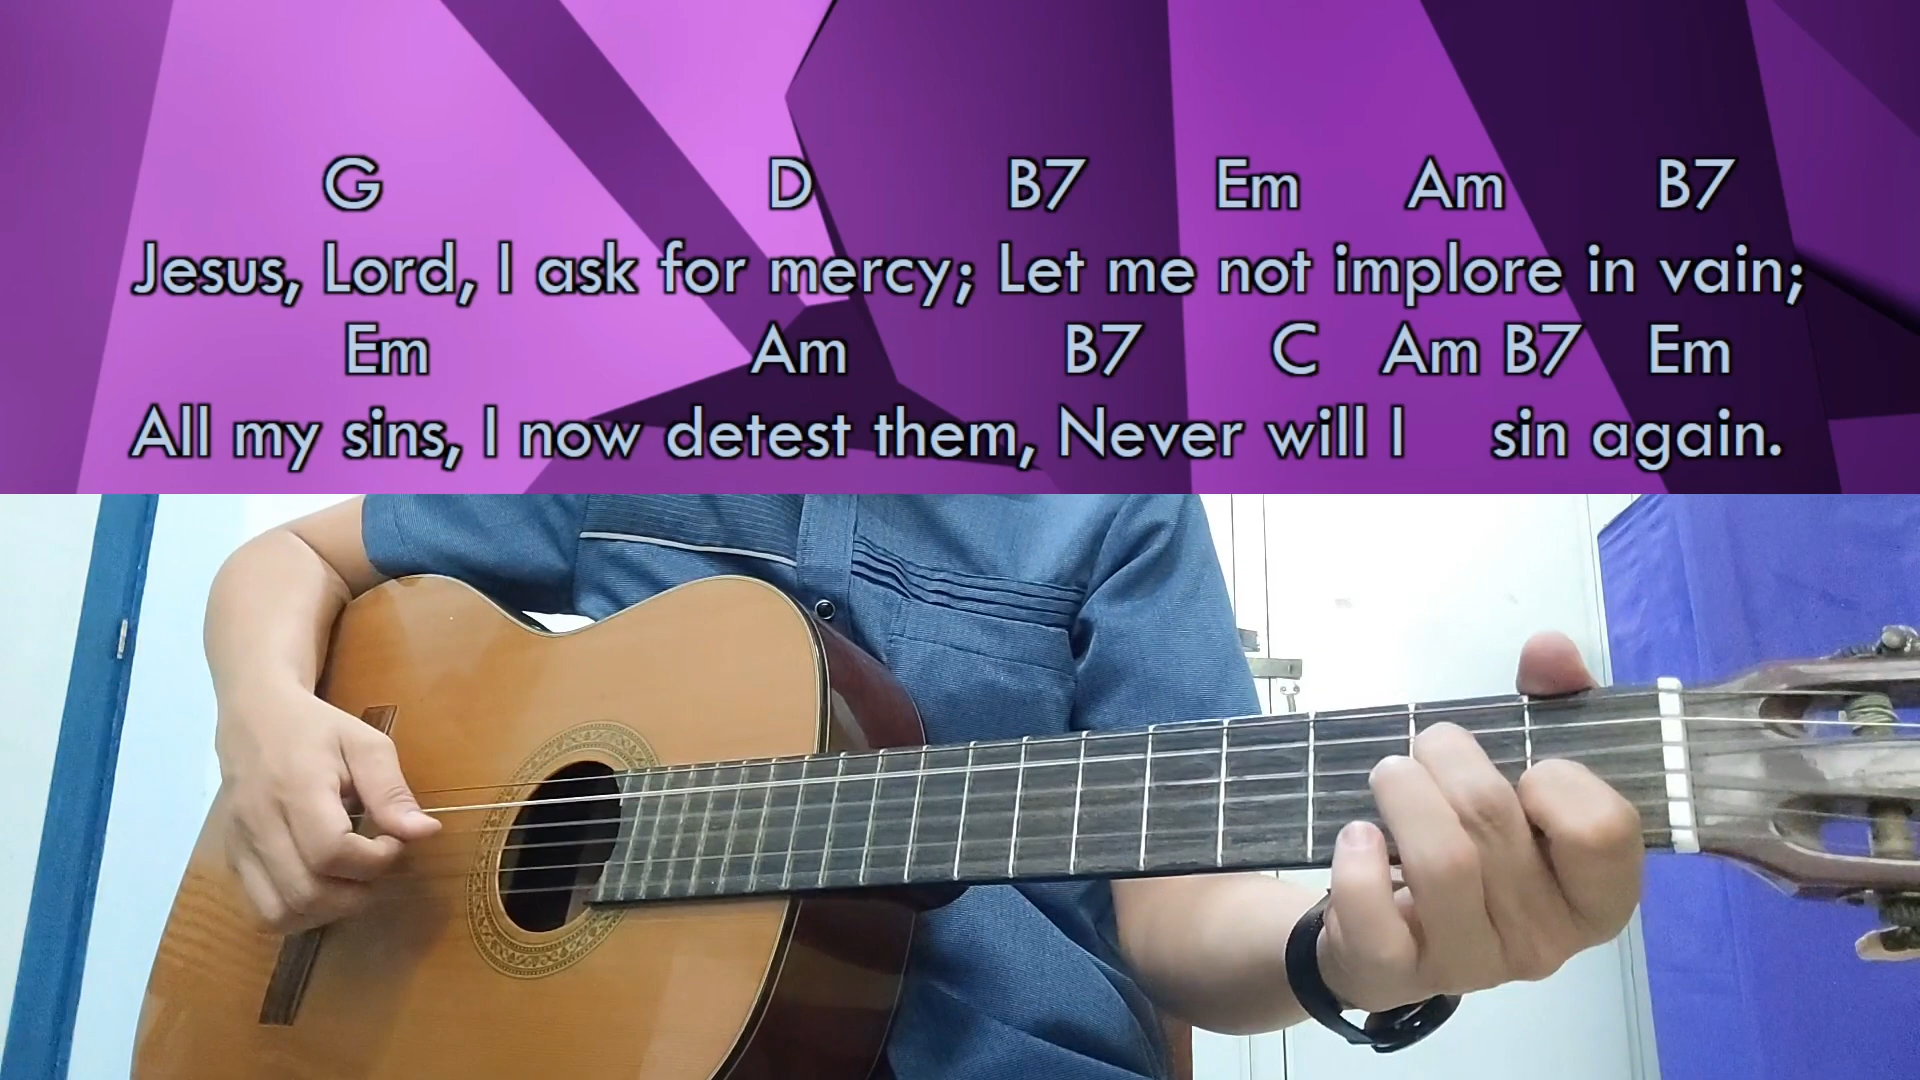 G D B7 Em Am B7
Jesus, Lord, I ask for mercy; Let me not implore in vain;
Em Am B7 C Am B7 Em
All my sins, I now detest them, Never will I sin again.